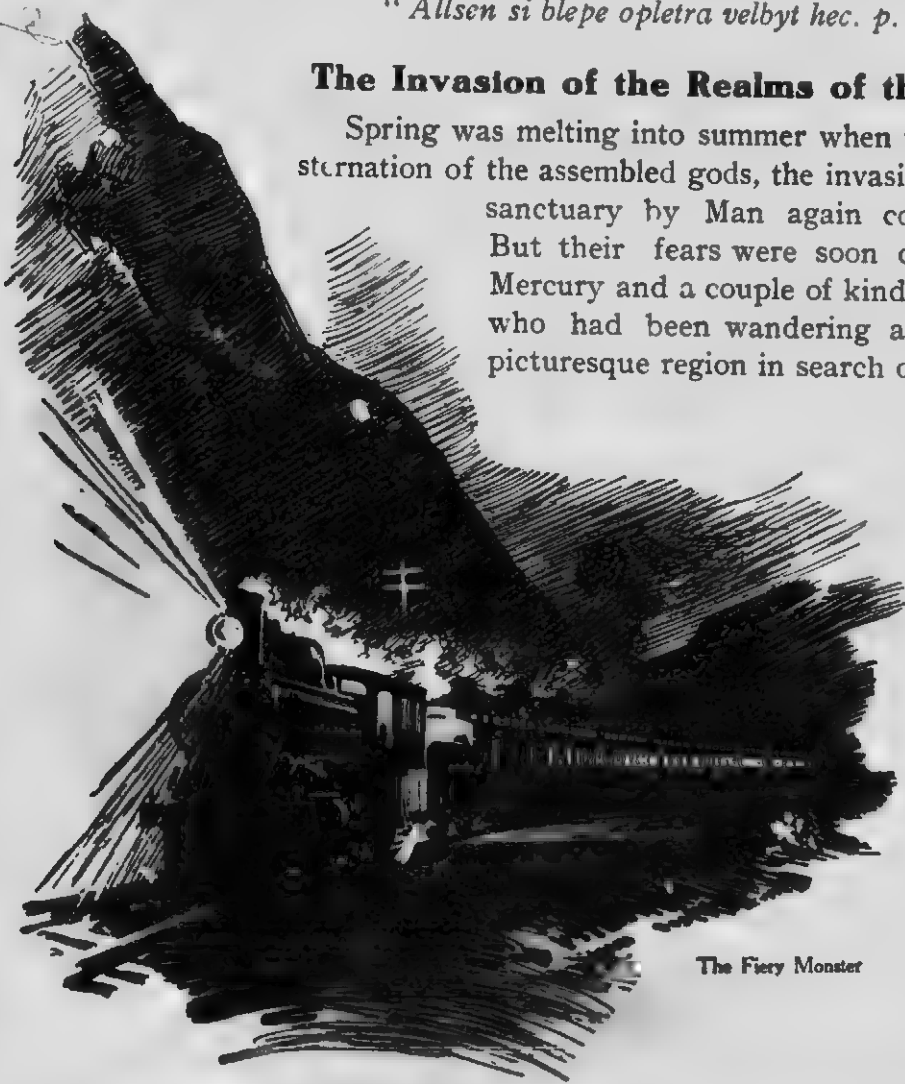 " Allsen si blepe opletra velbyt hec. p.
The Invasion of the Realms of th
Spring was melting into summer when
sternation of the assembled gods, the invasi
sanctuary by Man again co
But their fears were soon
Mercury and a couple of kind
who had been wandering a
picturesque region in search
The Fiery Monster